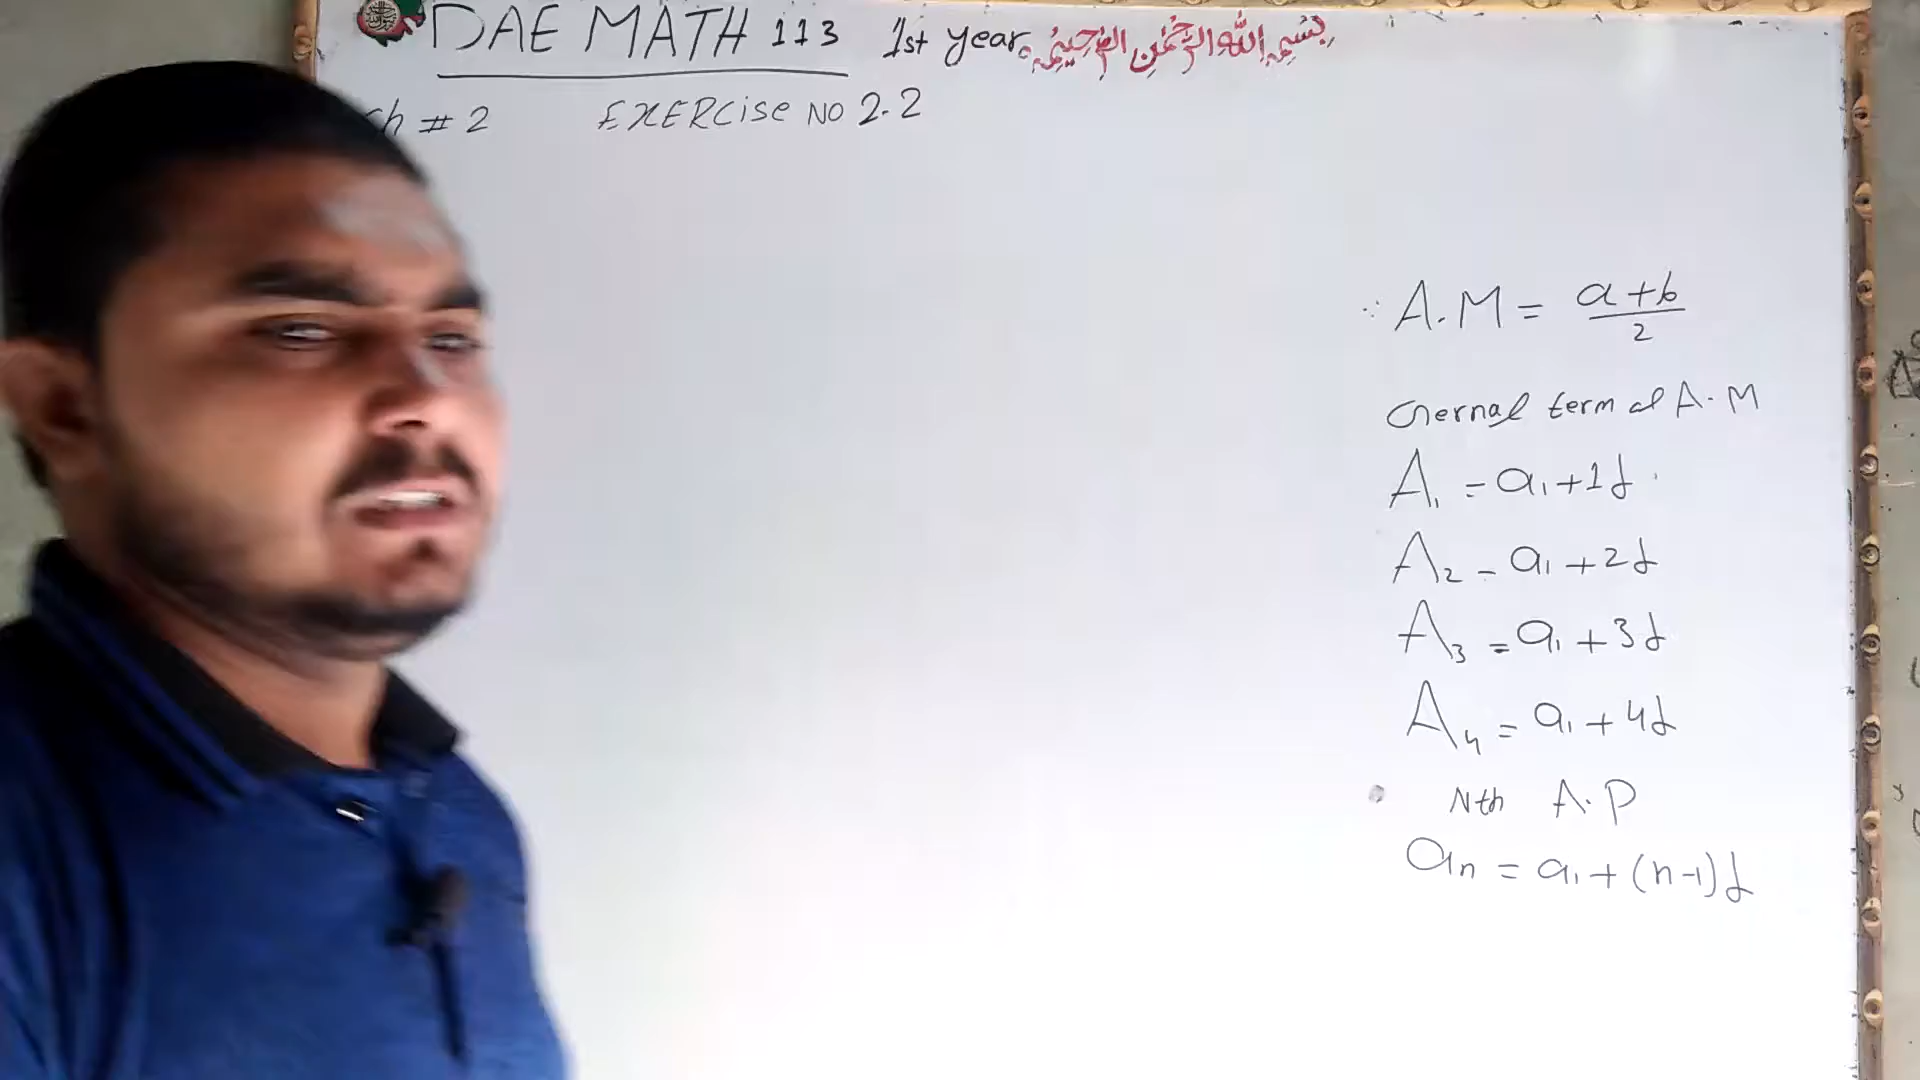 DAE MATH 113 1st year. بسم اللہ الرحمٰن الرحیم
Ch # 2 EXERCise NO 2.2
∵ A.M = a+b/2
Gernal term of A.M
A₁ = a₁+1d
A₂ = a₁+2d
A₃ = a₁+3d
A₄ = a₁+4d
Nth A.P
aₙ = a₁+(n-1)d